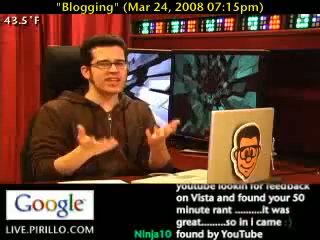 "Blogging" (Mar 24, 2008 07:15pm)
43.5°F
Google
LIVE.PIRILLO.COM
youtube lookin for feedback
on Vista and found your 50
minute rant ..........it was
great.......so in i came :)
Ninja10 found by YouTube